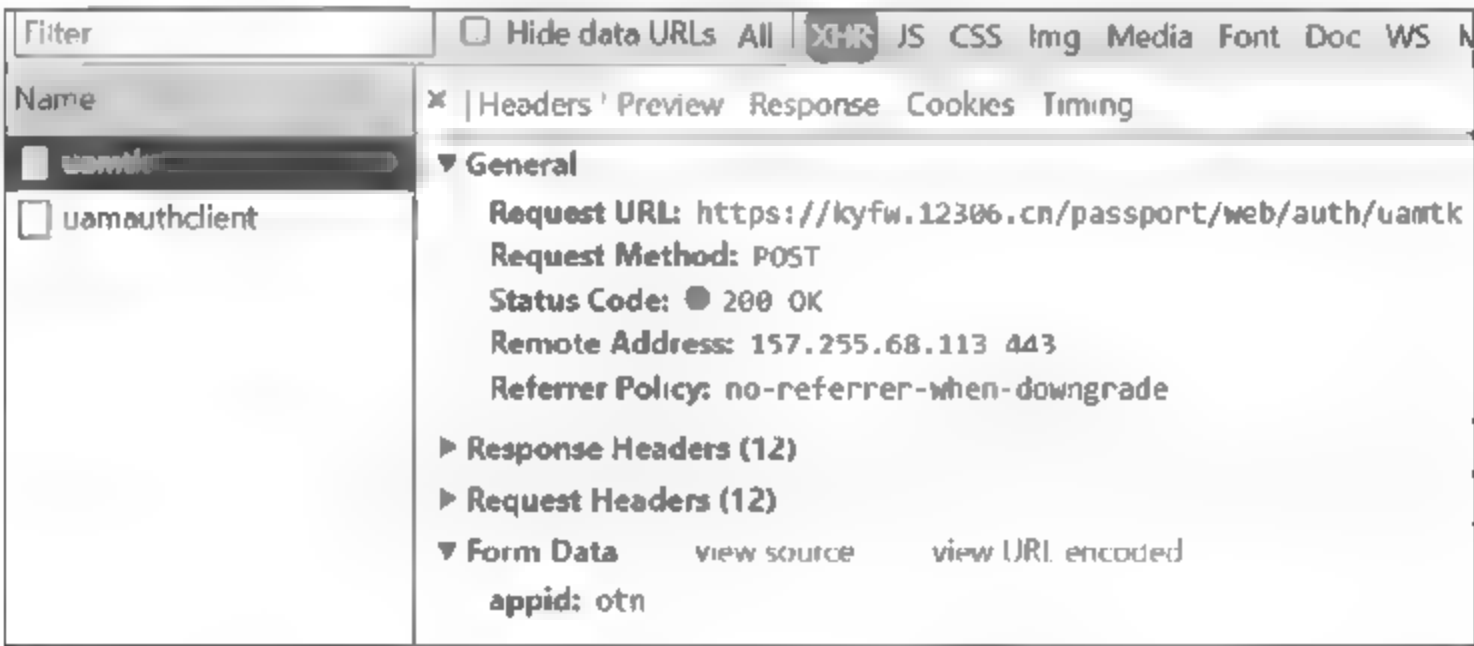 Filter Hide data URLs All XHR JS CSS Img Media Font Doc WS
Name
× Headers Preview Response Cookies Timing
▼ General
uamauthclient
Request URL: https://kyfw.12306.cn/passport/web/auth/uamtk
Request Method: POST
Status Code: 200 OK
Remote Address: 157.255.68.113 443
Referrer Policy: no-referrer-when-downgrade
▶ Response Headers (12)
▶ Request Headers (12)
▼ Form Data view source view URL encoded
appid: otn